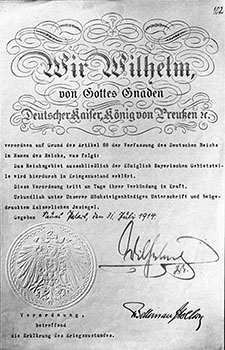 102
Wir Wilhelm,
von Gottes Gnaden
Deutscher Kaiser, König von Preußen ꝛc.
verordnen auf Grund des Artikel 68 der Verfassung des Deutschen Reichs
im Namen des Reichs, was folgt:
Das Reichsgebiet ausschließlich der Königlich Bayerischen Gebietsteile
wird hierdurch in Kriegszustand erklärt.
Diese Verordnung tritt am Tage ihrer Verkündung in Kraft.
Urkundlich unter Unserer Höchsteigenhändigen Unterschrift und beige-
drucktem Kaiserlichen Insiegel.
Gegeben Neues Palais, den 31. Juli 1914.
Wilhelm
I.R.
Bethmann Hollweg
Verordnung,
betreffend
die Erklärung des Kriegszustandes.